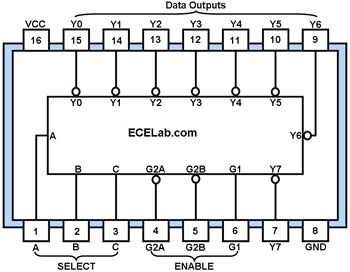 Data Outputs
VCC Y0 Y1 Y2 Y3 Y4 Y5 Y6
16 15 14 13 12 11 10 9
Y0 Y1 Y2 Y3 Y4 Y5
A ECELab.com Y6
B C G2A G2B G1 Y7
1 2 3 4 5 6 7 8
A B C G2A G2B G1 Y7 GND
SELECT ENABLE